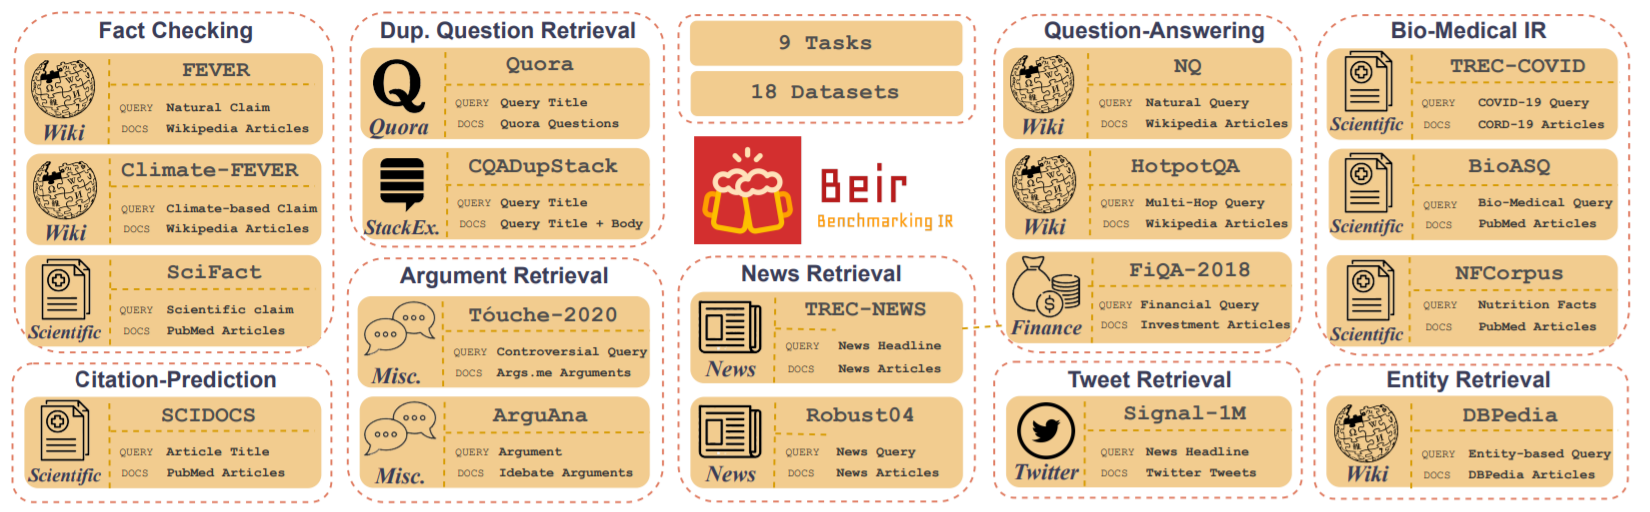 Fact Checking
FEVER
QUERY Natural Claim
DOCS Wikipedia Articles
Wiki
Climate-FEVER
QUERY Climate-based Claim
DOCS Wikipedia Articles
Wiki
SciFact
QUERY Scientific claim
DOCS PubMed Articles
Scientific
Citation-Prediction
SCIDOCS
QUERY Article Title
DOCS PubMed Articles
Scientific
Dup. Question Retrieval
Q
Quora
QUERY Query Title
DOCS Quora Questions
Quora
CQADupStack
QUERY Query Title
DOCS Query Title + Body
StackEx.
Argument Retrieval
Tóuche-2020
QUERY Controversial Query
DOCS Args.me Arguments
Misc.
ArguAna
QUERY Argument
DOCS Idebate Arguments
Misc.
9 Tasks
18 Datasets
Beir
Benchmarking IR
News Retrieval
TREC-NEWS
QUERY News Headline
DOCS News Articles
News
Robust04
QUERY News Query
DOCS News Articles
News
Question-Answering
NQ
QUERY Natural Query
DOCS Wikipedia Articles
Wiki
HotpotQA
QUERY Multi-Hop Query
DOCS Wikipedia Articles
Wiki
FiQA-2018
QUERY Financial Query
DOCS Investment Articles
Finance
Tweet Retrieval
Signal-1M
QUERY News Headline
DOCS Twitter Tweets
Twitter
Bio-Medical IR
TREC-COVID
QUERY COVID-19 Query
DOCS CORD-19 Articles
Scientific
BioASQ
QUERY Bio-Medical Query
DOCS PubMed Articles
Scientific
NFCorpus
QUERY Nutrition Facts
DOCS PubMed Articles
Scientific
Entity Retrieval
DBPedia
QUERY Entity-based Query
DOCS DBPedia Articles
Wiki